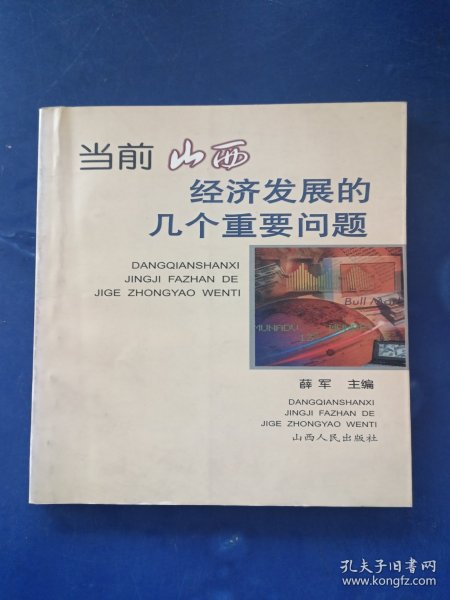 当前 山西
经济发展的
几个重要问题
DANGQIANSHANXI
JINGJI FAZHAN DE
JIGE ZHONGYAO WENTI
Bull Mark
薛军 主编
DANGQIANSHANXI
JINGJI FAZHAN DE
JIGE ZHONGYAO WENTI
山西人民出版社
孔夫子旧书网
www.kongfz.com